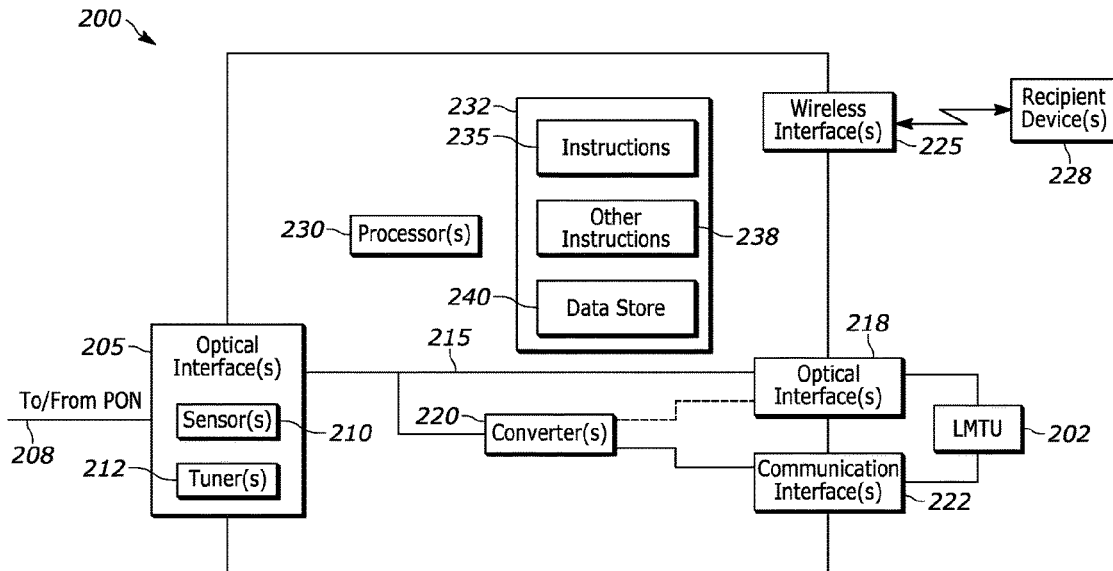 200
232
235
Instructions
Wireless
Interface(s)
225
Recipient
Device(s)
228
230
Processor(s)
Other
Instructions
238
240
Data Store
205
Optical
Interface(s)
215
218
Optical
Interface(s)
To/From PON
208
Sensor(s)
210
220
Converter(s)
LMTU
202
212
Tuner(s)
Communication
Interface(s)
222